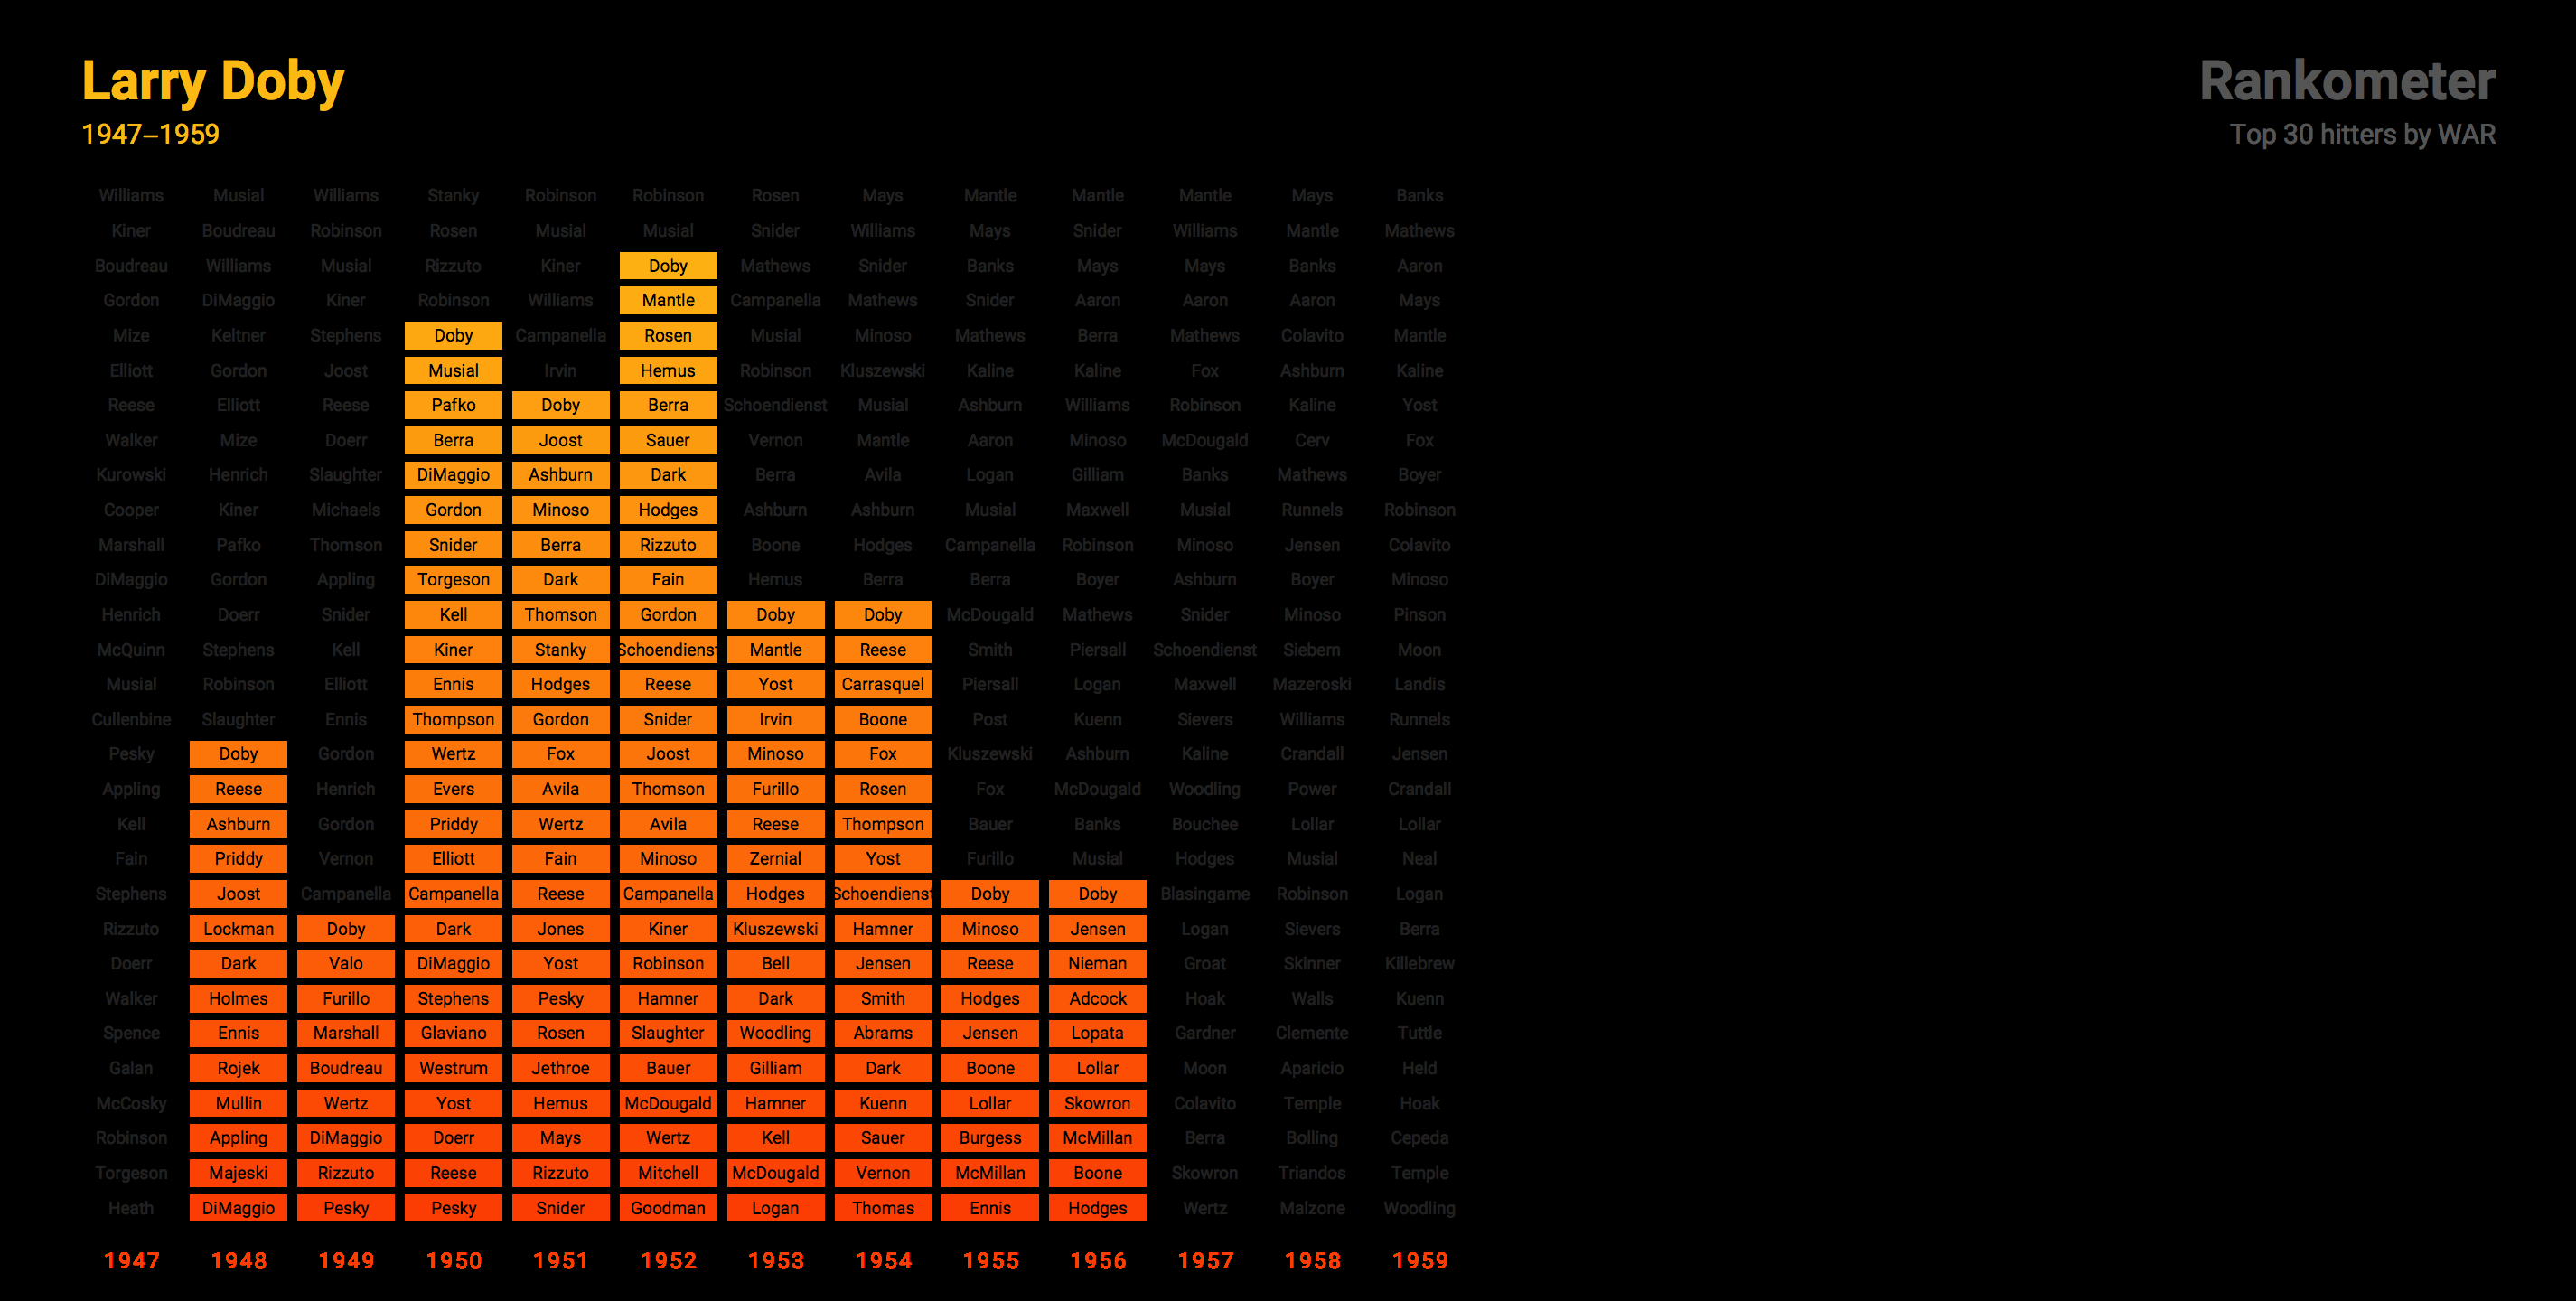 Larry Doby
1947–1959
Rankometer
Top 30 hitters by WAR
Williams Musial Williams Stanky Robinson Robinson Rosen Mays Mantle Mantle Mantle Mays Banks
Kiner Boudreau Robinson Rosen Musial Musial Snider Williams Mays Snider Williams Mantle Mathews
Boudreau Williams Musial Rizzuto Kiner Doby Mathews Snider Banks Mays Mays Banks Aaron
Gordon DiMaggio Kiner Robinson Williams Mantle Campanella Mathews Snider Aaron Aaron Aaron Mays
Mize Keltner Stephens Doby Campanella Rosen Musial Minoso Mathews Berra Mathews Colavito Mantle
Elliott Gordon Joost Musial Irvin Hemus Robinson Kluszewski Kaline Kaline Fox Ashburn Kaline
Reese Elliott Reese Pafko Doby Berra Schoendienst Musial Ashburn Williams Robinson Kaline Yost
Walker Mize Doerr Berra Joost Sauer Vernon Mantle Aaron Minoso McDougald Cerv Fox
Kurowski Henrich Slaughter DiMaggio Ashburn Dark Berra Avila Logan Gilliam Banks Mathews Boyer
Cooper Kiner Michaels Gordon Minoso Hodges Ashburn Ashburn Musial Maxwell Musial Runnels Robinson
Marshall Pafko Thomson Snider Berra Rizzuto Boone Hodges Campanella Robinson Minoso Jensen Colavito
DiMaggio Gordon Appling Torgeson Dark Fain Hemus Berra Berra Boyer Ashburn Boyer Minoso
Henrich Doerr Snider Kell Thomson Gordon Doby Doby McDougald Mathews Snider Minoso Pinson
McQuinn Stephens Kell Kiner Stanky Schoendienst Mantle Reese Smith Piersall Schoendienst Siebern Moon
Musial Robinson Elliott Ennis Hodges Reese Yost Carrasquel Piersall Logan Maxwell Mazeroski Landis
Cullenbine Slaughter Ennis Thompson Gordon Snider Irvin Boone Post Kuenn Sievers Williams Runnels
Pesky Doby Gordon Wertz Fox Joost Minoso Fox Kluszewski Ashburn Kaline Crandall Jensen
Appling Reese Henrich Evers Avila Thomson Furillo Rosen Fox McDougald Woodling Power Crandall
Kell Ashburn Gordon Priddy Wertz Avila Reese Thompson Bauer Banks Bouchee Lollar Lollar
Fain Priddy Vernon Elliott Fain Minoso Zernial Yost Furillo Musial Hodges Musial Neal
Stephens Joost Campanella Campanella Reese Campanella Hodges Schoendienst Doby Doby Blasingame Robinson Logan
Rizzuto Lockman Doby Dark Jones Kiner Kluszewski Hamner Minoso Jensen Logan Sievers Berra
Doerr Dark Valo DiMaggio Yost Robinson Bell Jensen Reese Nieman Groat Skinner Killebrew
Walker Holmes Furillo Stephens Pesky Hamner Dark Smith Hodges Adcock Hoak Walls Kuenn
Spence Ennis Marshall Glaviano Rosen Slaughter Woodling Abrams Jensen Lopata Gardner Clemente Tuttle
Galan Rojek Boudreau Westrum Jethroe Bauer Gilliam Dark Boone Lollar Moon Aparicio Held
McCosky Mullin Wertz Yost Hemus McDougald Hamner Kuenn Lollar Skowron Colavito Temple Hoak
Robinson Appling DiMaggio Doerr Mays Wertz Kell Sauer Burgess McMillan Berra Bolling Cepeda
Torgeson Majeski Rizzuto Reese Rizzuto Mitchell McDougald Vernon McMillan Boone Skowron Triandos Temple
Heath DiMaggio Pesky Pesky Snider Goodman Logan Thomas Ennis Hodges Wertz Malzone Woodling
1947 1948 1949 1950 1951 1952 1953 1954 1955 1956 1957 1958 1959